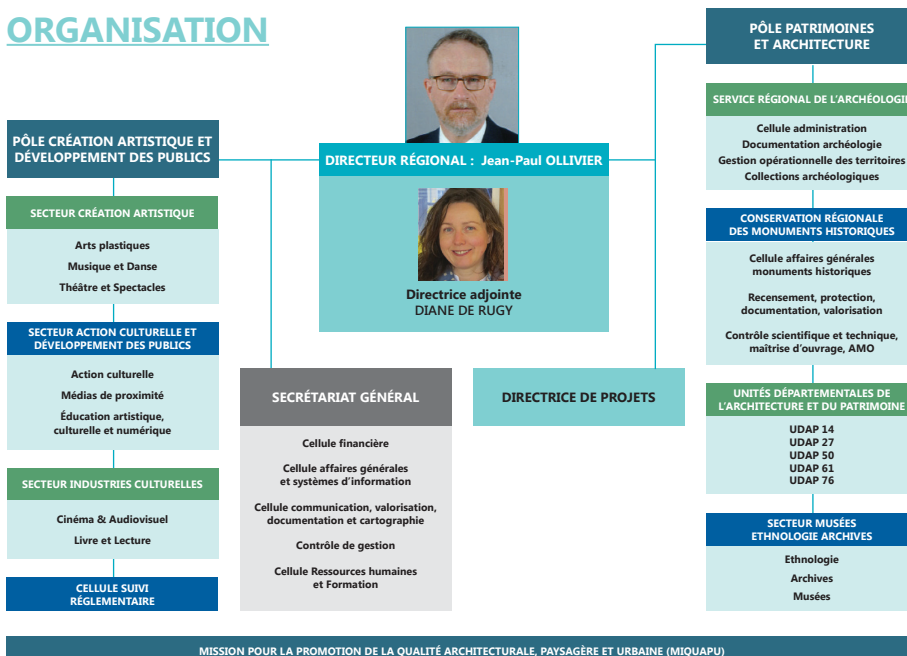 ORGANISATION
PÔLE CRÉATION ARTISTIQUE ET
DÉVELOPPEMENT DES PUBLICS
SECTEUR CRÉATION ARTISTIQUE
Arts plastiques
Musique et Danse
Théâtre et Spectacles
SECTEUR ACTION CULTURELLE ET
DÉVELOPPEMENT DES PUBLICS
Action culturelle
Médias de proximité
Éducation artistique,
culturelle et numérique
SECTEUR INDUSTRIES CULTURELLES
Cinéma & Audiovisuel
Livre et Lecture
CELLULE SUIVI
RÉGLEMENTAIRE
DIRECTEUR RÉGIONAL : Jean-Paul OLLIVIER
Directrice adjointe
DIANE DE RUGY
SECRÉTARIAT GÉNÉRAL
Cellule financière
Cellule affaires générales
et systèmes d'information
Cellule communication, valorisation,
documentation et cartographie
Contrôle de gestion
Cellule Ressources humaines
et Formation
DIRECTRICE DE PROJETS
PÔLE PATRIMOINES
ET ARCHITECTURE
SERVICE RÉGIONAL DE L'ARCHÉOLOGIE
Cellule administration
Documentation archéologie
Gestion opérationnelle des territoires
Collections archéologiques
CONSERVATION RÉGIONALE
DES MONUMENTS HISTORIQUES
Cellule affaires générales
monuments historiques
Recensement, protection,
documentation, valorisation
Contrôle scientifique et technique,
maîtrise d'ouvrage, AMO
UNITÉS DÉPARTEMENTALES DE
L'ARCHITECTURE ET DU PATRIMOINE
UDAP 14
UDAP 27
UDAP 50
UDAP 61
UDAP 76
SECTEUR MUSÉES
ETHNOLOGIE ARCHIVES
Ethnologie
Archives
Musées
MISSION POUR LA PROMOTION DE LA QUALITÉ ARCHITECTURALE, PAYSAGÈRE ET URBAINE (MIQUAPU)